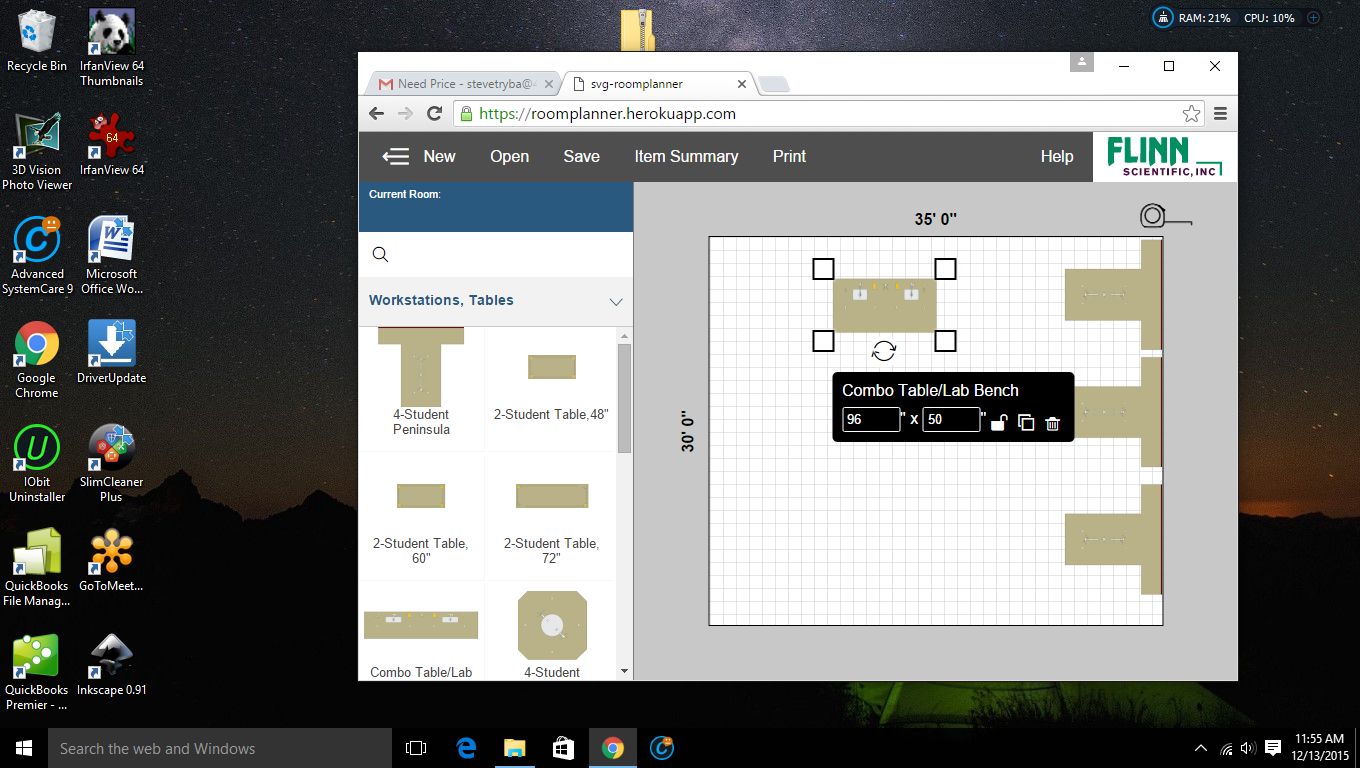 RAM: 21% CPU: 10%
Recycle Bin
IrfanView 64
Thumbnails
3D Vision
Photo Viewer
64
IrfanView 64
Advanced
SystemCare 9
Microsoft
Office Wo...
Google
Chrome
DriverUpdate
IObit
Uninstaller
SlimCleaner
Plus
QuickBooks
File Manag...
GoToMeet...
QuickBooks
Premier - ...
Inkscape 0.91
Need Price - stevetryba@
svg-roomplanner
https://roomplanner.herokuapp.com
New Open Save Item Summary Print Help
FLINN
SCIENTIFIC, INC
Current Room:
Workstations, Tables
4-Student
Peninsula
2-Student Table,48"
2-Student Table,
60"
2-Student Table,
72"
Combo Table/Lab
4-Student
35' 0"
30' 0"
Combo Table/Lab Bench
96 " x 50 "
Search the web and Windows
11:55 AM
12/13/2015